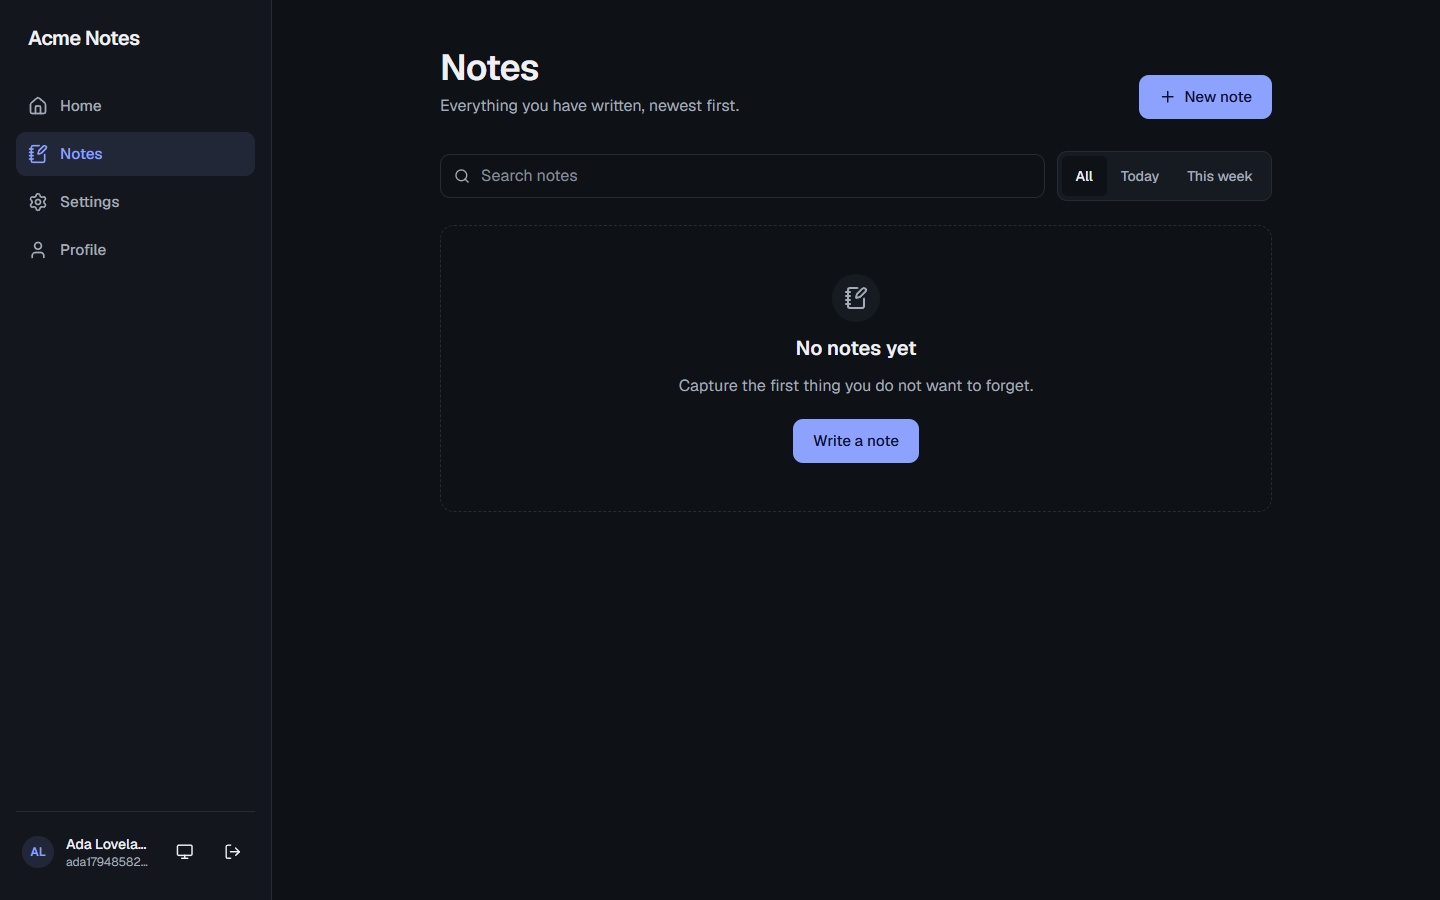 Acme Notes
Home
Notes
Settings
Profile
Ada Lovela...
ada17948582...
AL
Notes
Everything you have written, newest first.
New note
Search notes
All
Today
This week
No notes yet
Capture the first thing you do not want to forget.
Write a note